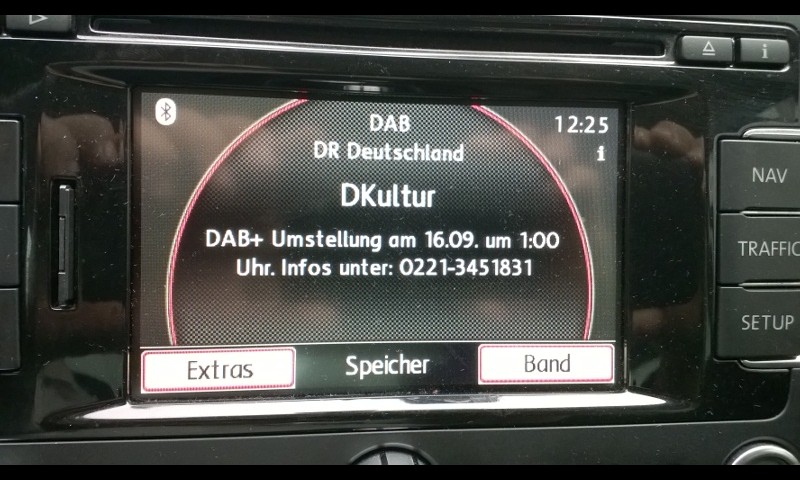 DAB
12:25
DR Deutschland
i
i
DKultur
NAV
DAB+ Umstellung am 16.09. um 1:00
Uhr. Infos unter: 0221-3451831
TRAFFIC
SETUP
Extras
Speicher
Band